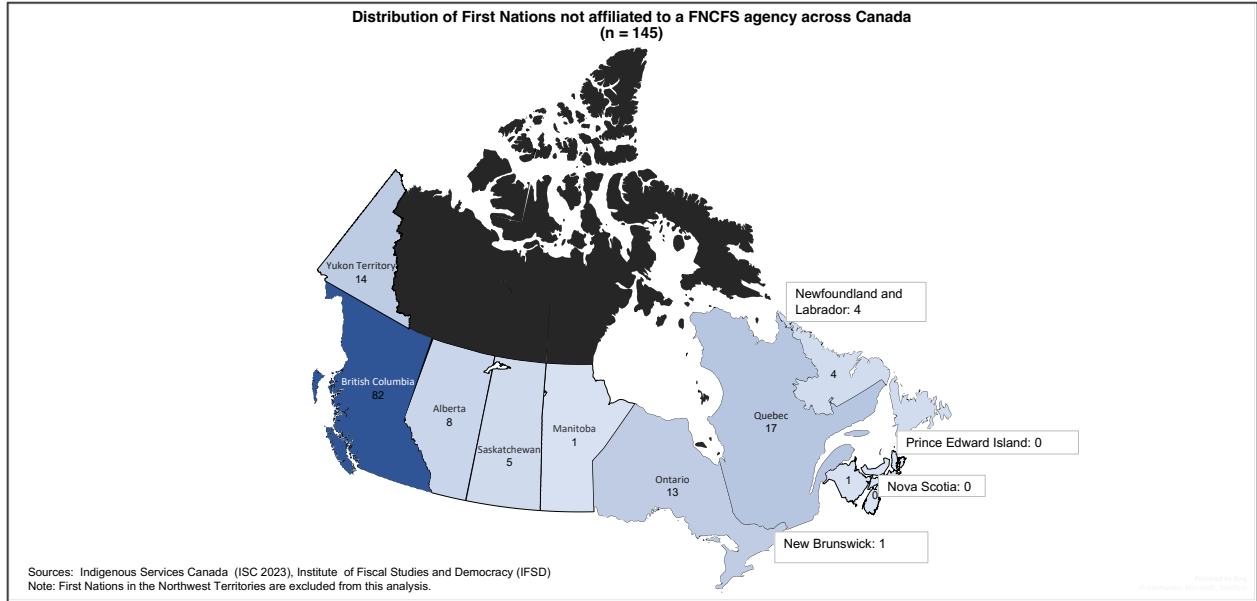 Distribution of First Nations not affiliated to a FNCFS agency across Canada
(n = 145)
Yukon Territory
14
Newfoundland and
Labrador: 4
British Columbia
82
4
Alberta
8
Quebec
17
Manitoba
1
Prince Edward Island: 0
Saskatchewan
5
Ontario
13
1
Nova Scotia: 0
0
New Brunswick: 1
Sources: Indigenous Services Canada (ISC 2023), Institute of Fiscal Studies and Democracy (IFSD)
Note: First Nations in the Northwest Territories are excluded from this analysis.